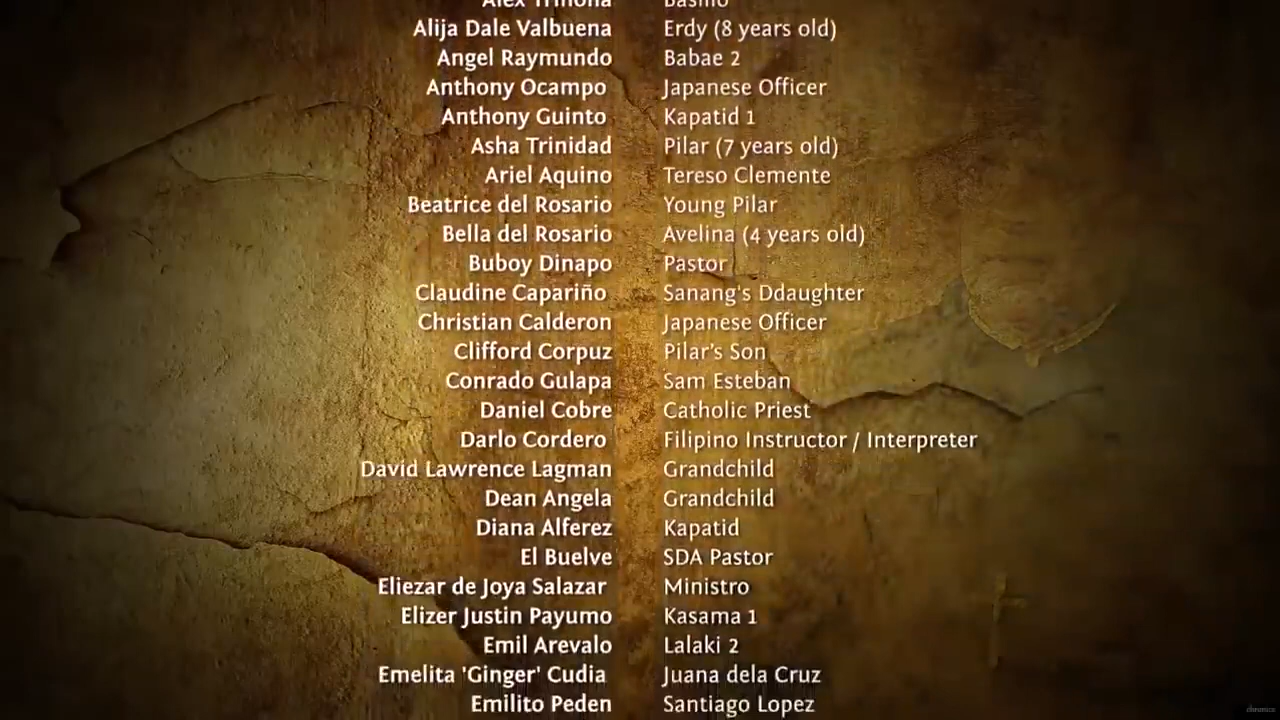 Alija Dale Valbuena Erdy (8 years old)
Angel Raymundo Babae 2
Anthony Ocampo Japanese Officer
Anthony Guinto Kapatid 1
Asha Trinidad Pilar (7 years old)
Ariel Aquino Tereso Clemente
Beatrice del Rosario Young Pilar
Bella del Rosario Avelina (4 years old)
Buboy Dinapo Pastor
Claudine Capariño Sanang's Ddaughter
Christian Calderon Japanese Officer
Clifford Corpuz Pilar's Son
Conrado Gulapa Sam Esteban
Daniel Cobre Catholic Priest
Darlo Cordero Filipino Instructor / Interpreter
David Lawrence Lagman Grandchild
Dean Angela Grandchild
Diana Alferez Kapatid
El Buelve SDA Pastor
Eliezar de Joya Salazar Ministro
Elizer Justin Payumo Kasama 1
Emil Arevalo Lalaki 2
Emelita 'Ginger' Cudia Juana dela Cruz
Emilito Peden Santiago Lopez